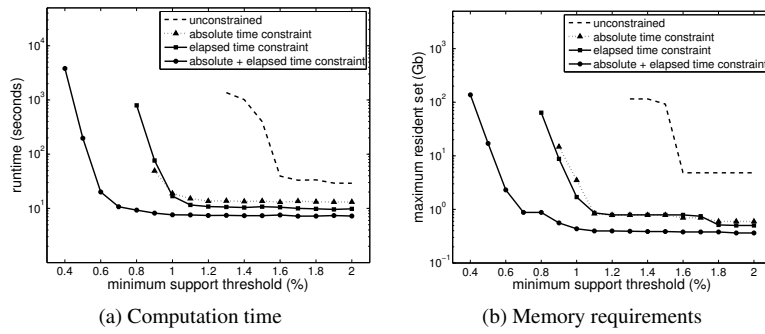 unconstrained
absolute time constraint
elapsed time constraint
absolute + elapsed time constraint
runtime (seconds)
10^4
10^3
10^2
10^1
0.4 0.6 0.8 1 1.2 1.4 1.6 1.8 2
minimum support threshold (%)
(a) Computation time
unconstrained
absolute time constraint
elapsed time constraint
absolute + elapsed time constraint
maximum resident set (Gb)
10^3
10^2
10^1
10^0
10^-1
0.4 0.6 0.8 1 1.2 1.4 1.6 1.8 2
minimum support threshold (%)
(b) Memory requirements